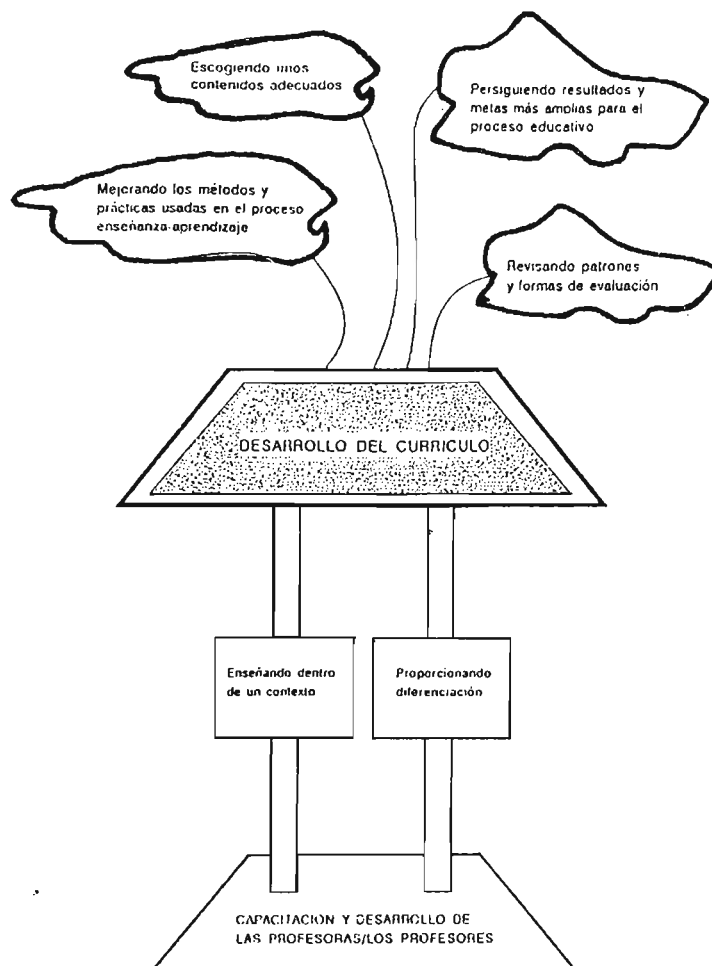 Escogiendo unos
contenidos adecuados
Persiguiendo resultados y
metas más amplias para el
proceso educativo
Mejorando los métodos y
prácticas usadas en el proceso
enseñanza-aprendizaje
Revisando patrones
y formas de evaluación
DESARROLLO DEL CURRICULO
Enseñando dentro
de un contexto
Proporcionando
diferenciación
CAPACITACION Y DESARROLLO DE
LAS PROFESORAS/LOS PROFESORES